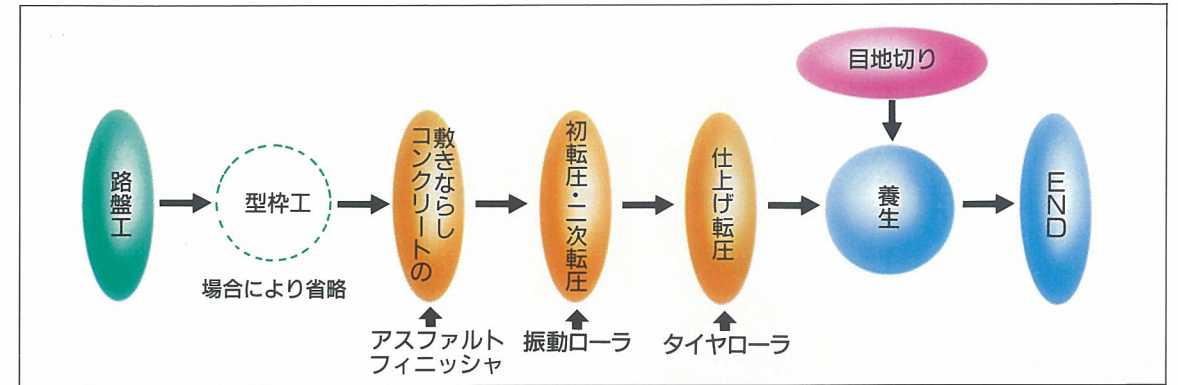 目地切り
路盤工
型枠工
場合により省略
コンクリートの
敷きならし
初転圧・二次転圧
仕上げ転圧
養生
END
アスファルト
フィニッシャ
振動ローラ
タイヤローラ